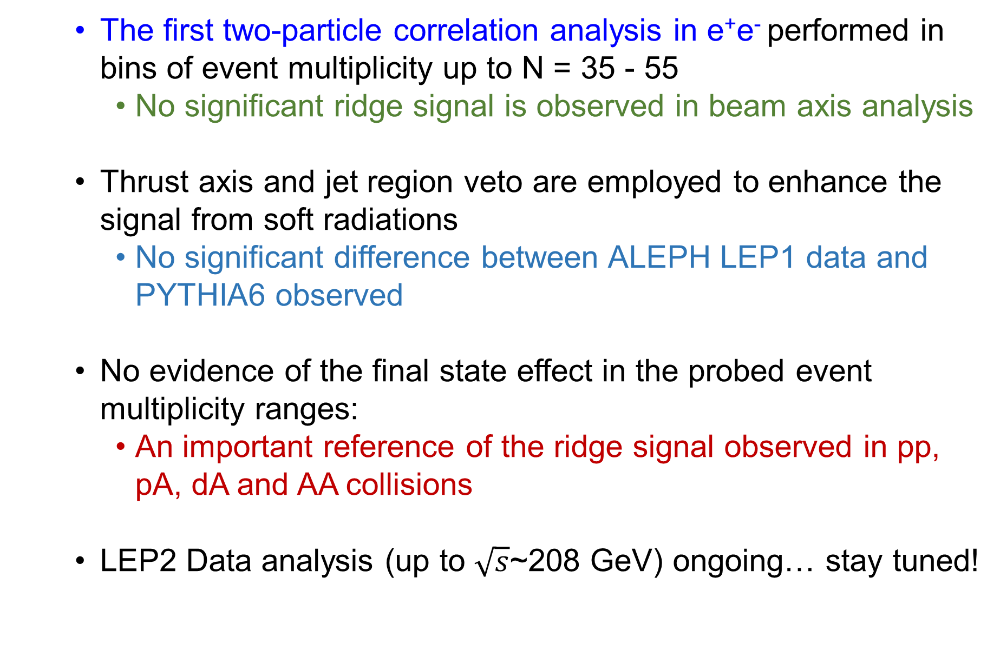 • The first two-particle correlation analysis in e⁺e⁻ performed in
bins of event multiplicity up to N = 35 - 55
• No significant ridge signal is observed in beam axis analysis
• Thrust axis and jet region veto are employed to enhance the
signal from soft radiations
• No significant difference between ALEPH LEP1 data and
PYTHIA6 observed
• No evidence of the final state effect in the probed event
multiplicity ranges:
• An important reference of the ridge signal observed in pp,
pA, dA and AA collisions
• LEP2 Data analysis (up to √s~208 GeV) ongoing… stay tuned!